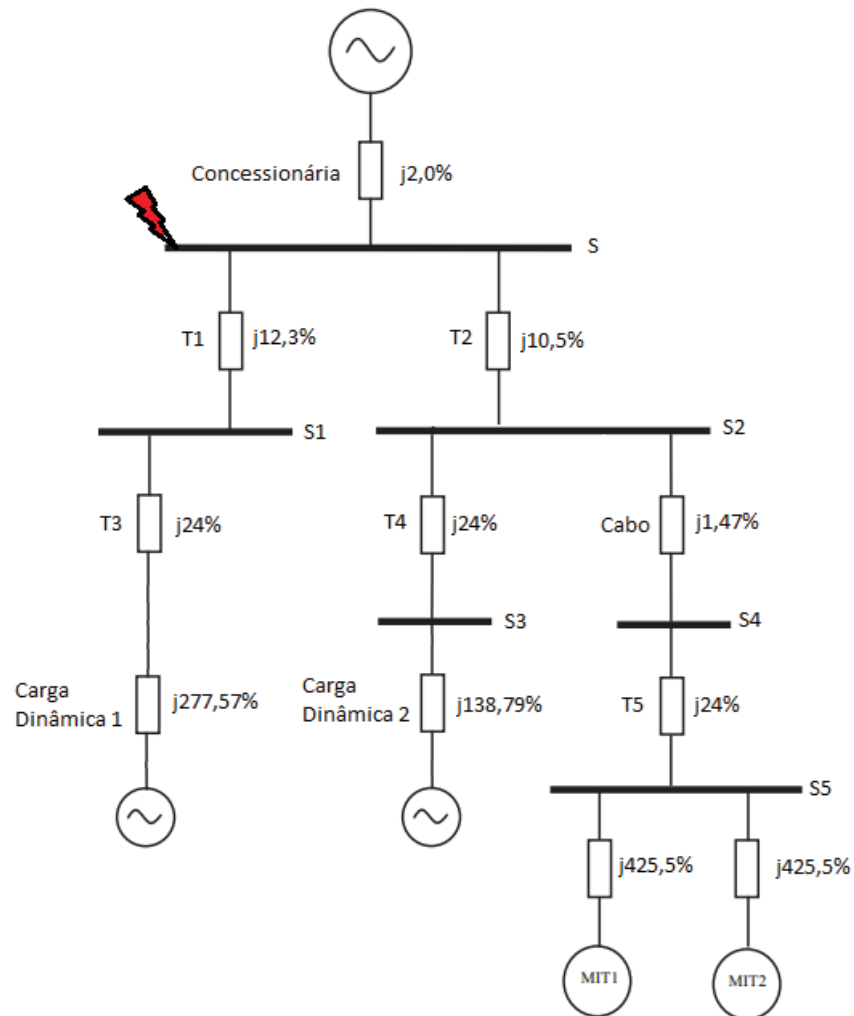 Concessionária
j2,0%
S
T1
j12,3%
T2
j10,5%
S1
S2
T3
j24%
T4
j24%
Cabo
j1,47%
S3
S4
Carga
Dinâmica 1
j277,57%
Carga
Dinâmica 2
j138,79%
T5
j24%
S5
j425,5%
j425,5%
MIT1
MIT2